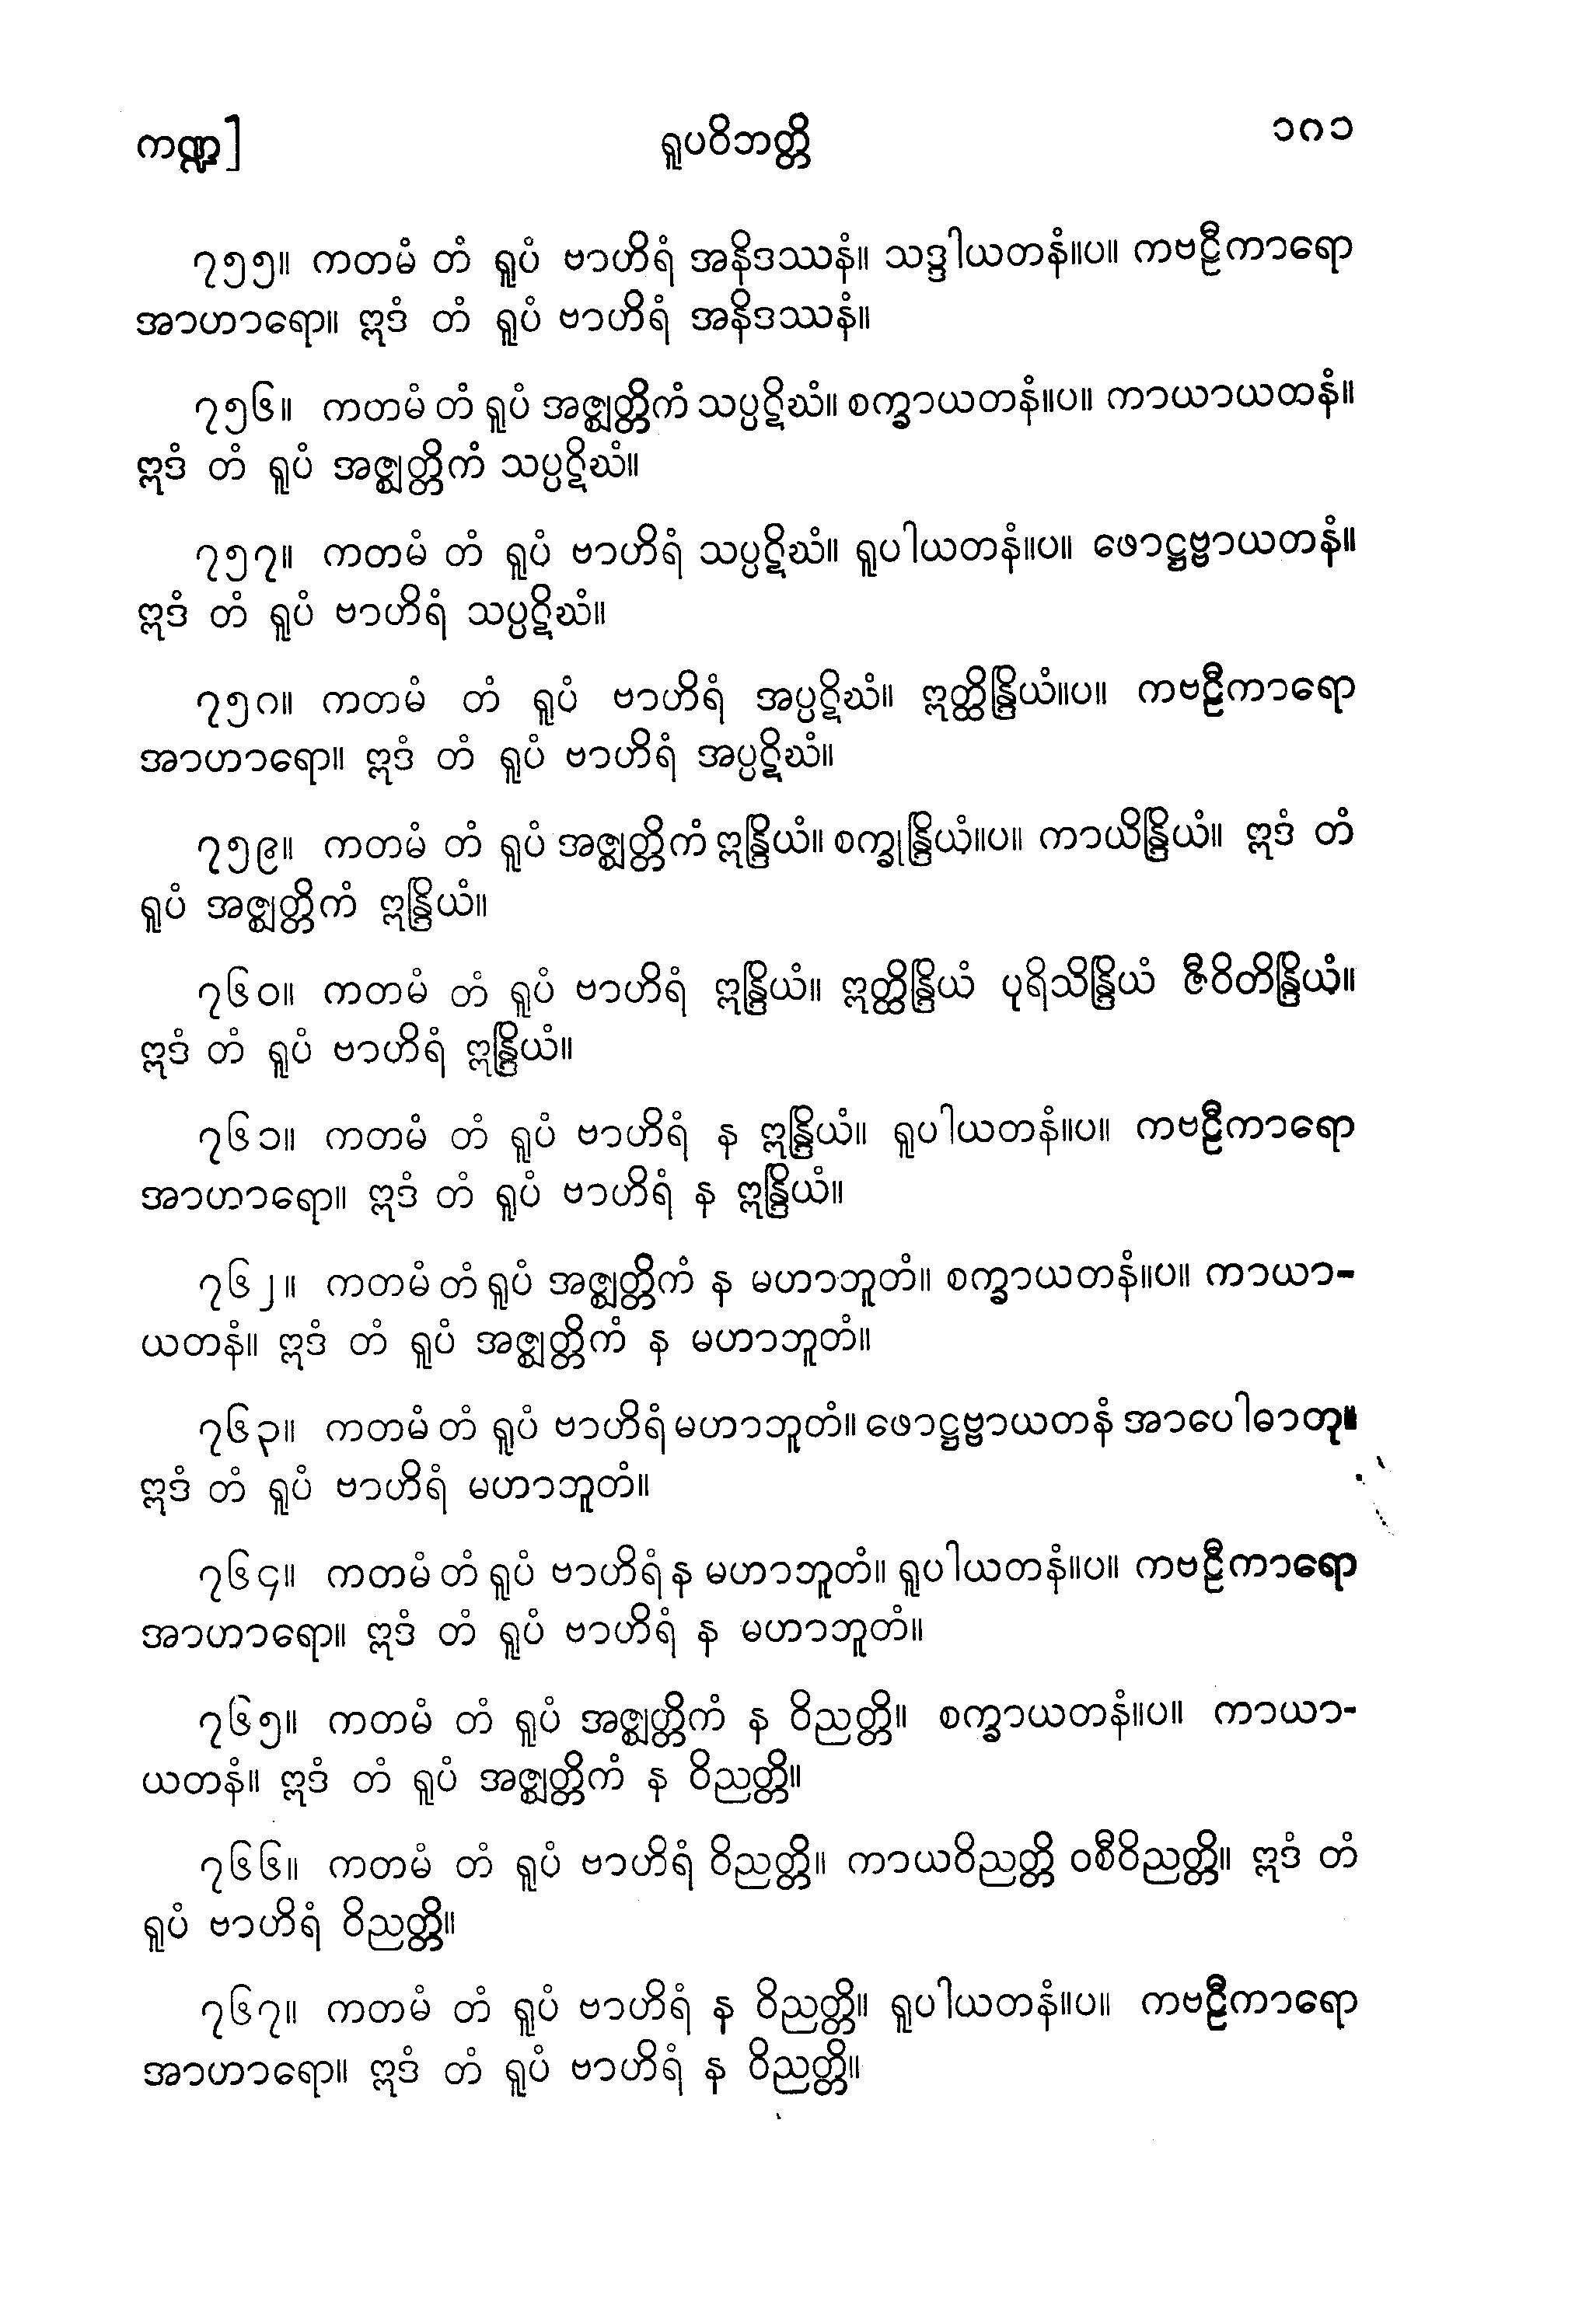 ကဏ္ဍ] ရူပဝိဘတ္တိ ၁၈၁
၇၅၅။ ကတမံ တံ ရူပံ ဗာဟိရံ အနိဒဿနံ။ သဒ္ဒါယတနံ။ပ။ ကဗဠီကာရော
အာဟာရော။ ဣဒံ တံ ရူပံ ဗာဟိရံ အနိဒဿနံ။
၇၅၆။ ကတမံ တံ ရူပံ အဇ္ဈတ္တိကံ သပ္ပဋိဃံ။ စက္ခာယတနံ။ပ။ ကာယာယတနံ။
ဣဒံ တံ ရူပံ အဇ္ဈတ္တိကံ သပ္ပဋိဃံ။
၇၅၇။ ကတမံ တံ ရူပံ ဗာဟိရံ သပ္ပဋိဃံ။ ရူပါယတနံ။ပ။ ဖောဋ္ဌဗ္ဗာယတနံ။
ဣဒံ တံ ရူပံ ဗာဟိရံ သပ္ပဋိဃံ။
၇၅၈။ ကတမံ တံ ရူပံ ဗာဟိရံ အပ္ပဋိဃံ။ ဣတ္ထိန္ဒြိယံ။ပ။ ကဗဠီကာရော
အာဟာရော။ ဣဒံ တံ ရူပံ ဗာဟိရံ အပ္ပဋိဃံ။
၇၅၉။ ကတမံ တံ ရူပံ အဇ္ဈတ္တိကံ ဣန္ဒြိယံ။ စက္ခုန္ဒြိယံ။ပ။ ကာယိန္ဒြိယံ။ ဣဒံ တံ
ရူပံ အဇ္ဈတ္တိကံ ဣန္ဒြိယံ။
၇၆၀။ ကတမံ တံ ရူပံ ဗာဟိရံ ဣန္ဒြိယံ။ ဣတ္ထိန္ဒြိယံ ပုရိသိန္ဒြိယံ ဇီဝိတိန္ဒြိယံ။
ဣဒံ တံ ရူပံ ဗာဟိရံ ဣန္ဒြိယံ။
၇၆၁။ ကတမံ တံ ရူပံ ဗာဟိရံ န ဣန္ဒြိယံ။ ရူပါယတနံ။ပ။ ကဗဠီကာရော
အာဟာရော။ ဣဒံ တံ ရူပံ ဗာဟိရံ န ဣန္ဒြိယံ။
၇၆၂။ ကတမံ တံ ရူပံ အဇ္ဈတ္တိကံ န မဟာဘူတံ။ စက္ခာယတနံ။ပ။ ကာယာ-
ယတနံ။ ဣဒံ တံ ရူပံ အဇ္ဈတ္တိကံ န မဟာဘူတံ။
၇၆၃။ ကတမံ တံ ရူပံ ဗာဟိရံ မဟာဘူတံ။ ဖောဋ္ဌဗ္ဗာယတနံ အာပေါဓာတု။
ဣဒံ တံ ရူပံ ဗာဟိရံ မဟာဘူတံ။
၇၆၄။ ကတမံ တံ ရူပံ ဗာဟိရံ န မဟာဘူတံ။ ရူပါယတနံ။ပ။ ကဗဠီကာရော
အာဟာရော။ ဣဒံ တံ ရူပံ ဗာဟိရံ န မဟာဘူတံ။
၇၆၅။ ကတမံ တံ ရူပံ အဇ္ဈတ္တိကံ န ဝိညတ္တိ။ စက္ခာယတနံ။ပ။ ကာယာ-
ယတနံ။ ဣဒံ တံ ရူပံ အဇ္ဈတ္တိကံ န ဝိညတ္တိ။
၇၆၆။ ကတမံ တံ ရူပံ ဗာဟိရံ ဝိညတ္တိ။ ကာယဝိညတ္တိ ဝစီဝိညတ္တိ။ ဣဒံ တံ
ရူပံ ဗာဟိရံ ဝိညတ္တိ။
၇၆၇။ ကတမံ တံ ရူပံ ဗာဟိရံ န ဝိညတ္တိ။ ရူပါယတနံ။ပ။ ကဗဠီကာရော
အာဟာရော။ ဣဒံ တံ ရူပံ ဗာဟိရံ န ဝိညတ္တိ။